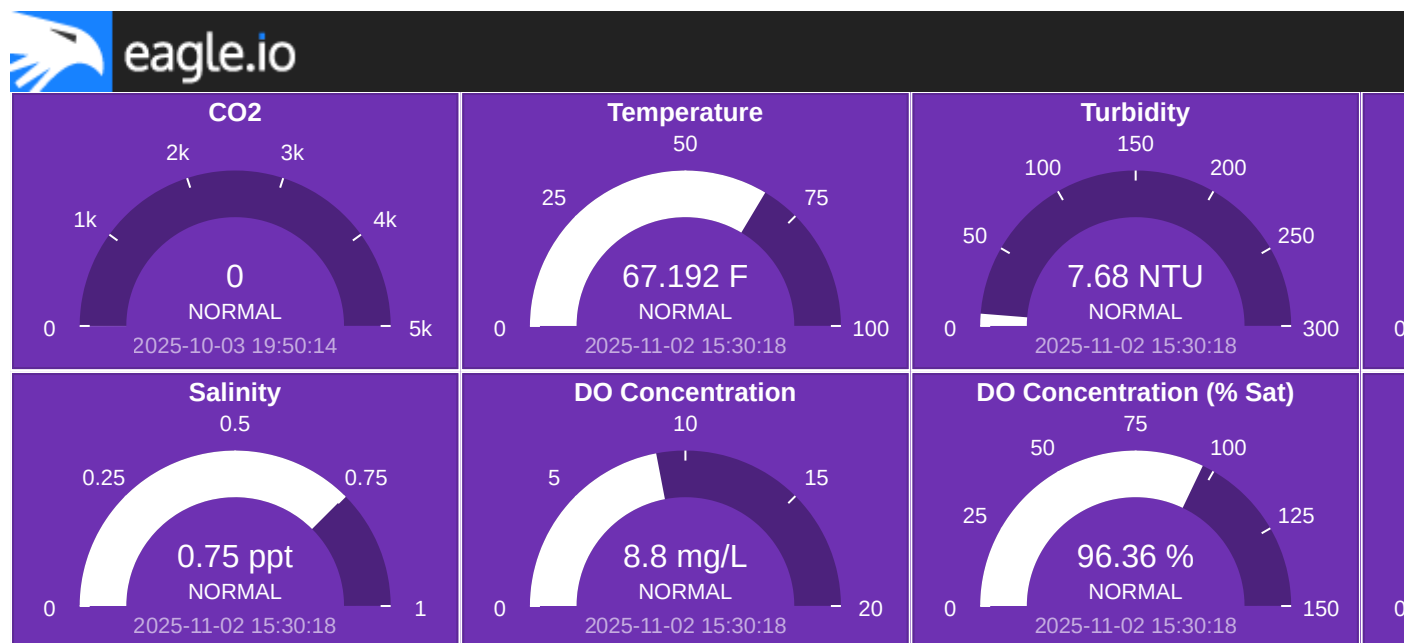 eagle.io
CO2
2k
3k
1k
4k
0
NORMAL
0
5k
2025-10-03 19:50:14
Temperature
50
25
75
67.192 F
NORMAL
0
100
2025-11-02 15:30:18
Turbidity
150
100
200
50
250
7.68 NTU
NORMAL
0
300
2025-11-02 15:30:18
0
Salinity
0.5
0.25
0.75
0.75 ppt
NORMAL
0
1
2025-11-02 15:30:18
DO Concentration
10
5
15
8.8 mg/L
NORMAL
0
20
2025-11-02 15:30:18
DO Concentration (% Sat)
75
50
100
25
125
96.36 %
NORMAL
0
150
2025-11-02 15:30:18
0